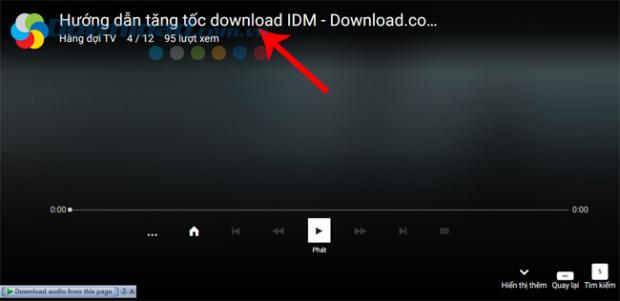 Hướng dẫn tăng tốc download IDM - Download.co...
Hàng đợi TV 4 / 12 95 lượt xem
0:00 0:00
Phát
Hiển thị thêm Quay lại Tìm kiếm
Download audio from this page ?